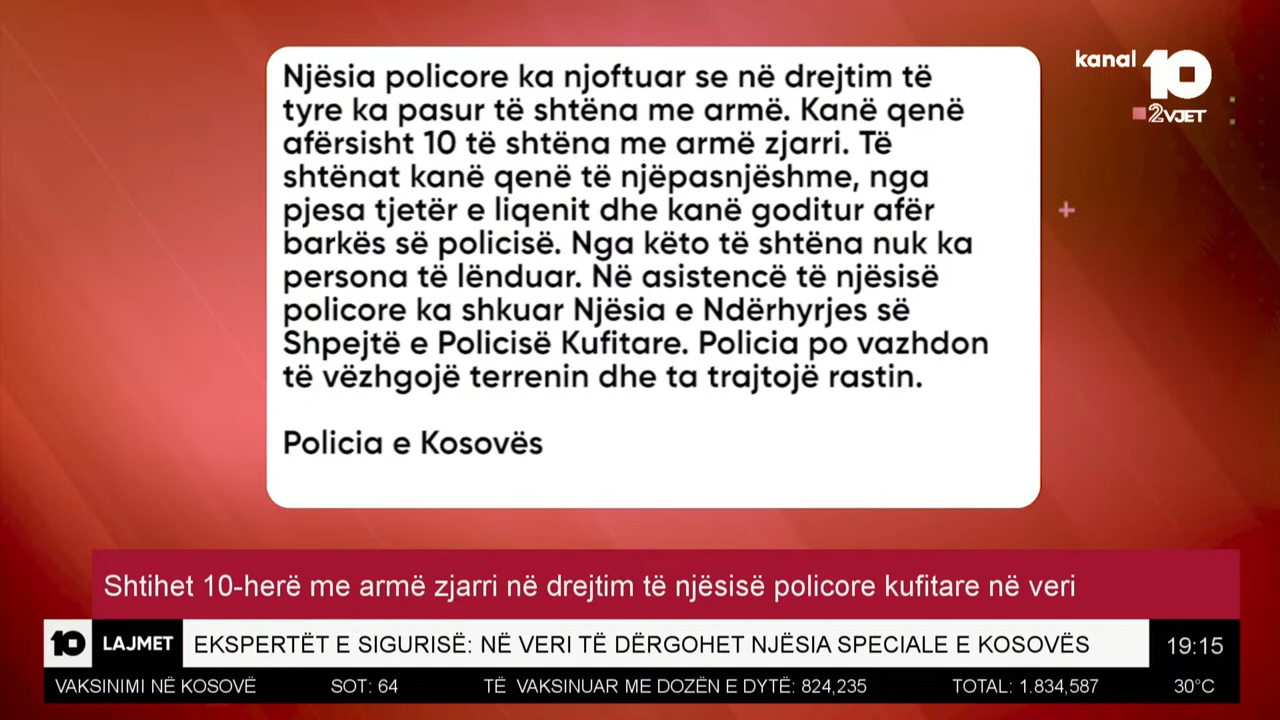 Njësia policore ka njoftuar se në drejtim të
tyre ka pasur të shtëna me armë. Kanë qenë
afërsisht 10 të shtëna me armë zjarri. Të
shtënat kanë qenë të njëpasnjëshme, nga
pjesa tjetër e liqenit dhe kanë goditur afër
barkës së policisë. Nga këto të shtëna nuk ka
persona të lënduar. Në asistencë të njësisë
policore ka shkuar Njësia e Ndërhyrjes së
Shpejtë e Policisë Kufitare. Policia po vazhdon
të vëzhgojë terrenin dhe ta trajtojë rastin.
Policia e Kosovës
kanal 10
2VJET
Shtihet 10-herë me armë zjarri në drejtim të njësisë policore kufitare në veri
10 LAJMET EKSPERTËT E SIGURISË: NË VERI TË DËRGOHET NJËSIA SPECIALE E KOSOVËS 19:15
VAKSINIMI NË KOSOVË SOT: 64 TË VAKSINUAR ME DOZËN E DYTË: 824,235 TOTAL: 1.834,587 30°C